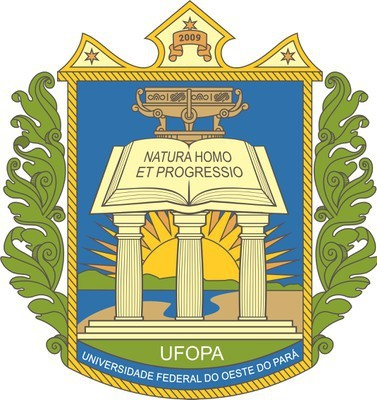 2009
NATURA HOMO
ET PROGRESSIO
UFOPA
UNIVERSIDADE FEDERAL DO OESTE DO PARÁ